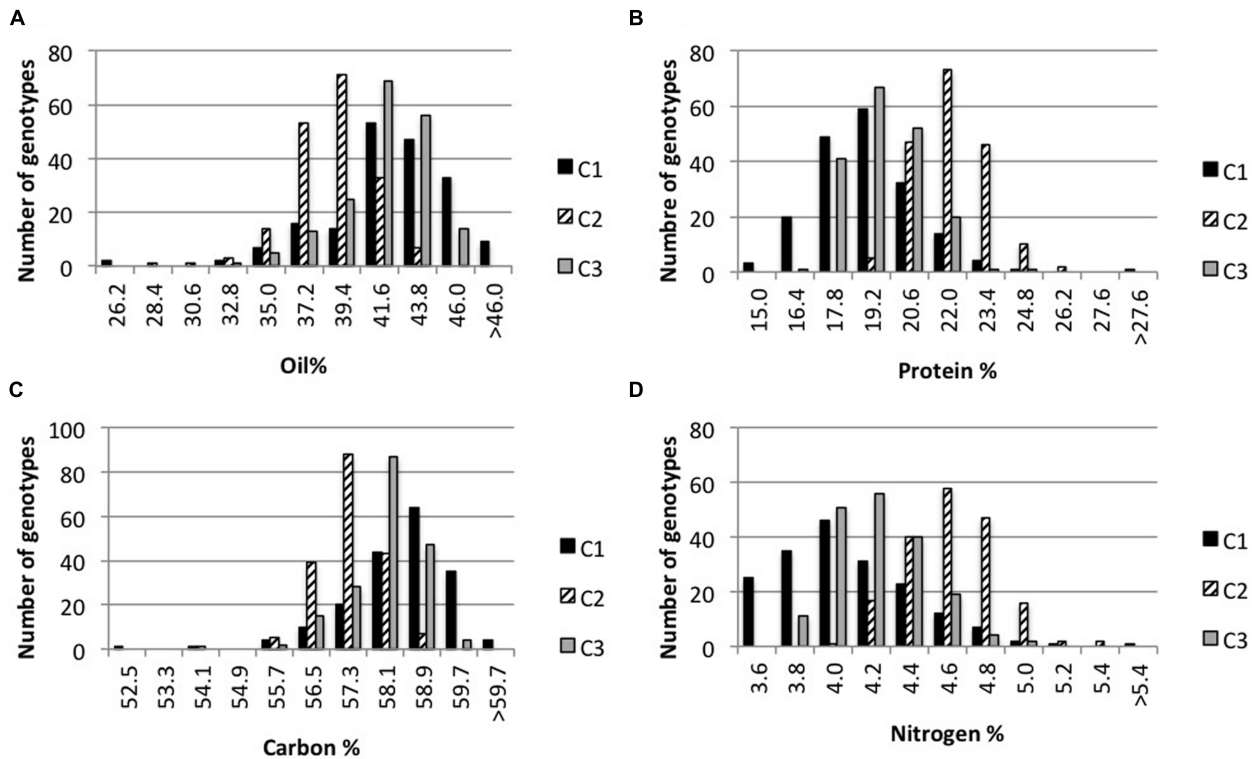 A
Number of genotypes
80
60
40
20
0
26.2 28.4 30.6 32.8 35.0 37.2 39.4 41.6 43.8 46.0 >46.0
Oil%
C1
C2
C3
B
Numbre of genotypes
80
60
40
20
0
15.0 16.4 17.8 19.2 20.6 22.0 23.4 24.8 26.2 27.6 >27.6
Protein %
C1
C2
C3
C
Number of genotypes
100
80
60
40
20
0
52.5 53.3 54.1 54.9 55.7 56.5 57.3 58.1 58.9 59.7 >59.7
Carbon %
C1
C2
C3
D
Number of genotypes
80
60
40
20
0
3.6 3.8 4.0 4.2 4.4 4.6 4.8 5.0 5.2 5.4 >5.4
Nitrogen %
C1
C2
C3